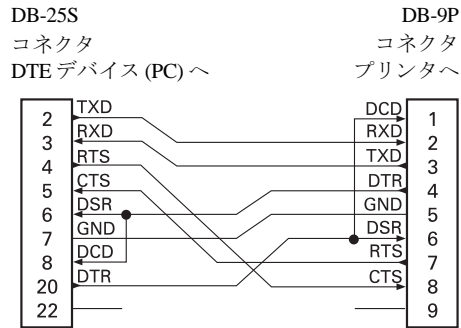 DB-25S
コネクタ
DTE デバイス (PC) へ
DB-9P
コネクタ
プリンタへ
2 TXD
3 RXD
4 RTS
5 CTS
6 DSR
7 GND
8 DCD
20 DTR
22
DCD 1
RXD 2
TXD 3
DTR 4
GND 5
DSR 6
RTS 7
CTS 8
9